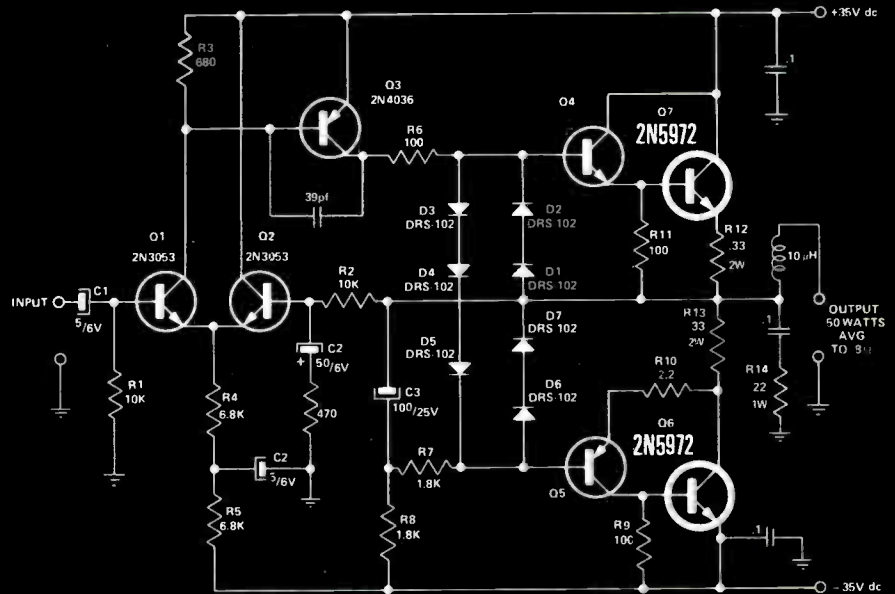 +35V dc
R3
680
.1
Q3
2N4036
Q4
Q7
2N5972
R6
100
39pf
D3
DRS-102
D2
DRS-102
R11
100
R12
.33
2W
10 μH
Q1
2N3053
Q2
2N3053
R2
10K
D4
DRS-102
D1
DRS-102
INPUT
C1
5/6V
D5
DRS-102
D7
DRS-102
R13
33
2W
.1
OUTPUT
50 WATTS
AVG
TO 8Ω
C2
+
50/6V
C3
100/25V
D6
DRS-102
R10
2.2
R14
22
1W
R1
10K
R4
6.8K
470
Q6
2N5972
C2
5/6V
R7
1.8K
Q5
R5
6.8K
R8
1.8K
R9
100
.1
-35V dc